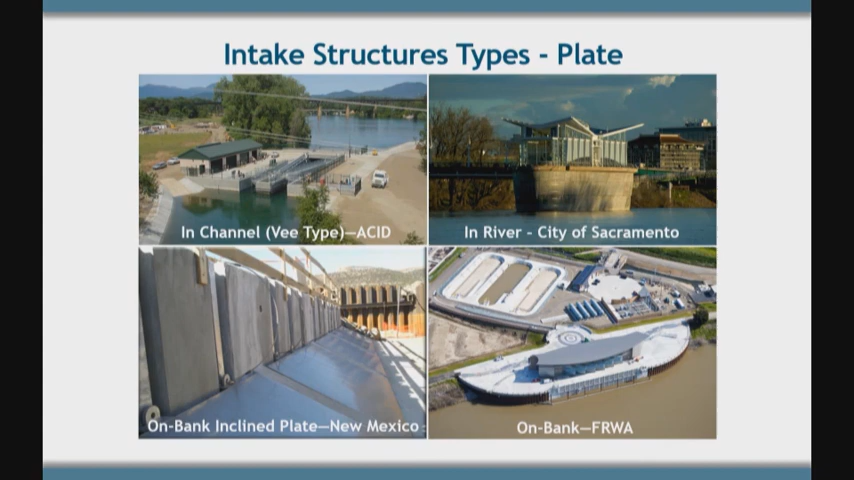 Intake Structures Types - Plate
In Channel (Vee Type)—ACID
In River - City of Sacramento
On-Bank Inclined Plate—New Mexico
On-Bank—FRWA